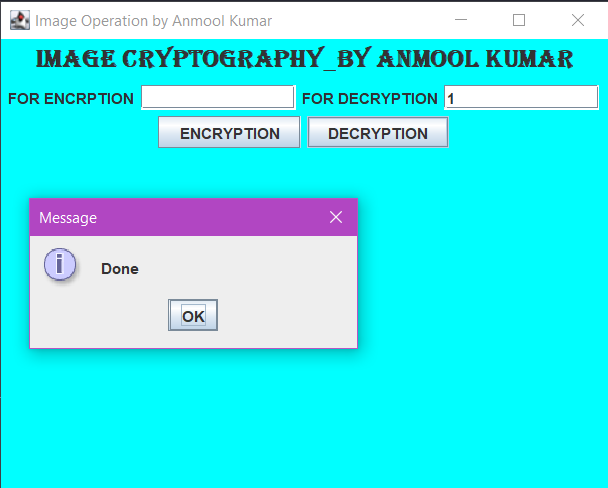 Image Operation by Anmool Kumar
IMAGE CRYPTOGRAPHY_BY ANMOOL KUMAR
FOR ENCRPTION FOR DECRYPTION 1
ENCRYPTION DECRYPTION
Message
i Done
OK